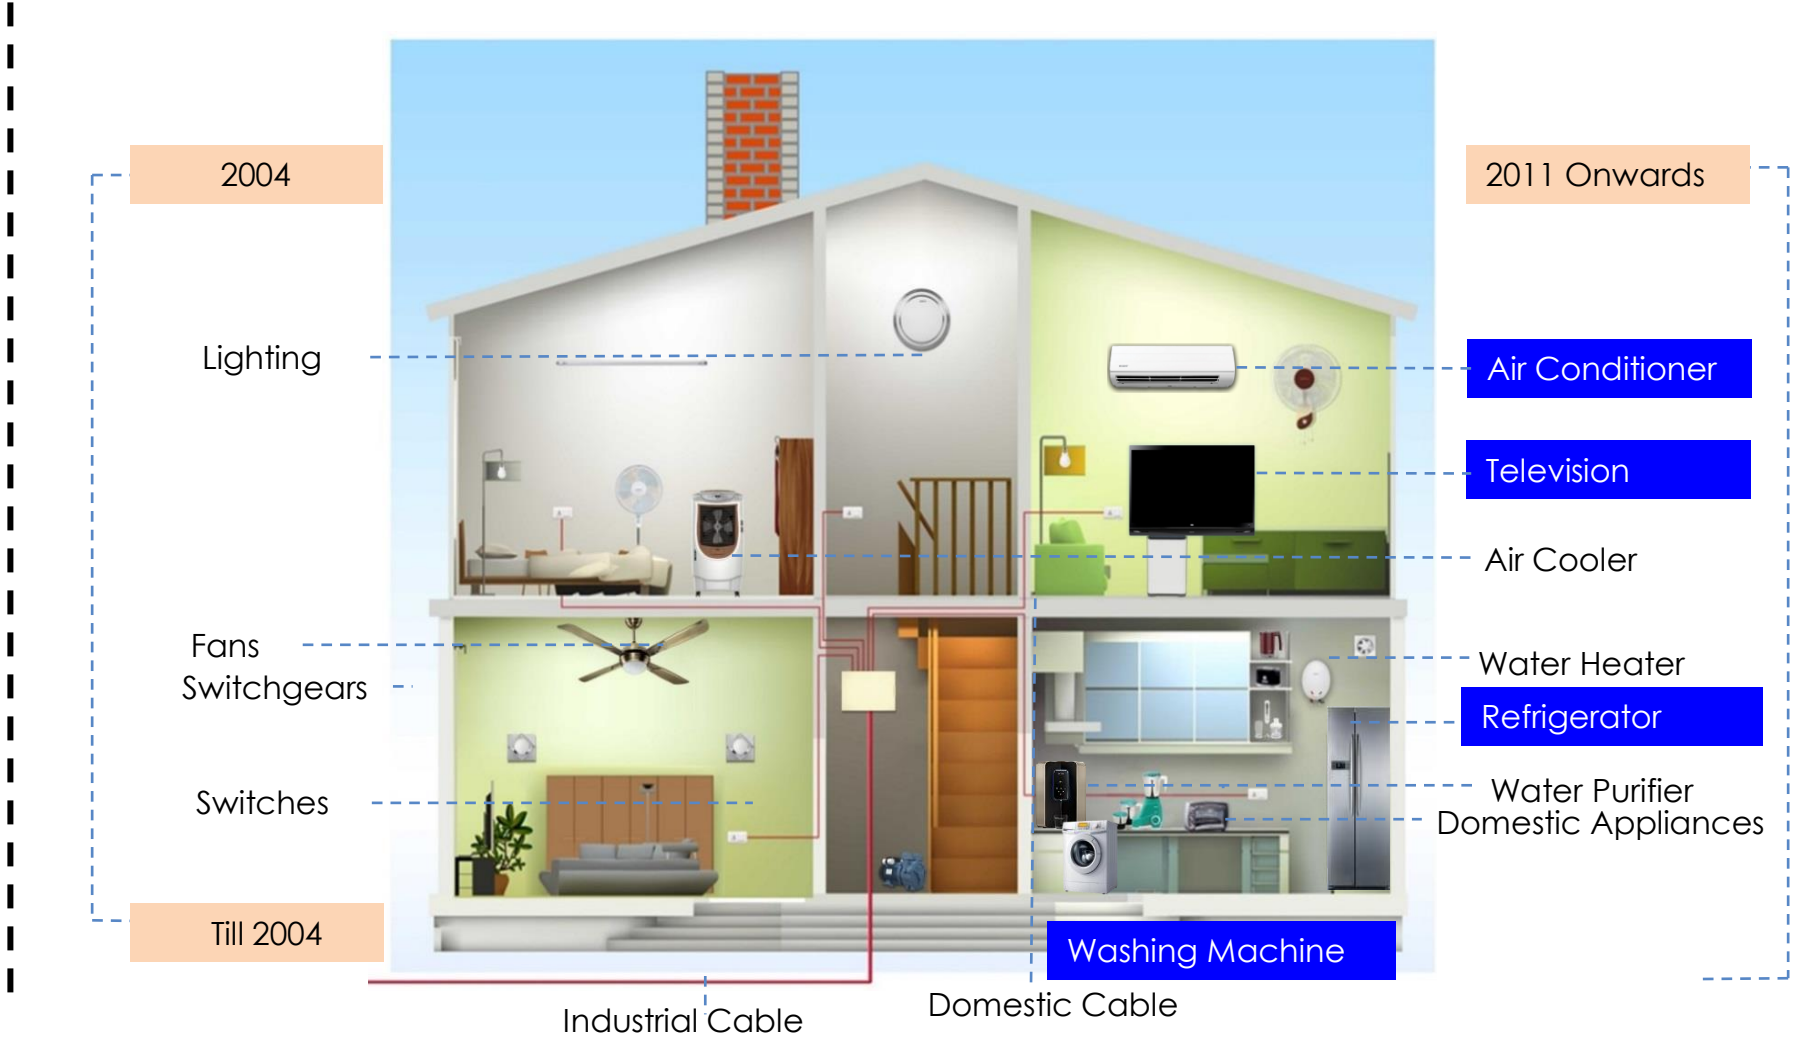 2004
2011 Onwards
Lighting
Air Conditioner
Television
Air Cooler
Fans
Switchgears
Water Heater
Refrigerator
Switches
Water Purifier
Domestic Appliances
Till 2004
Washing Machine
Industrial Cable
Domestic Cable